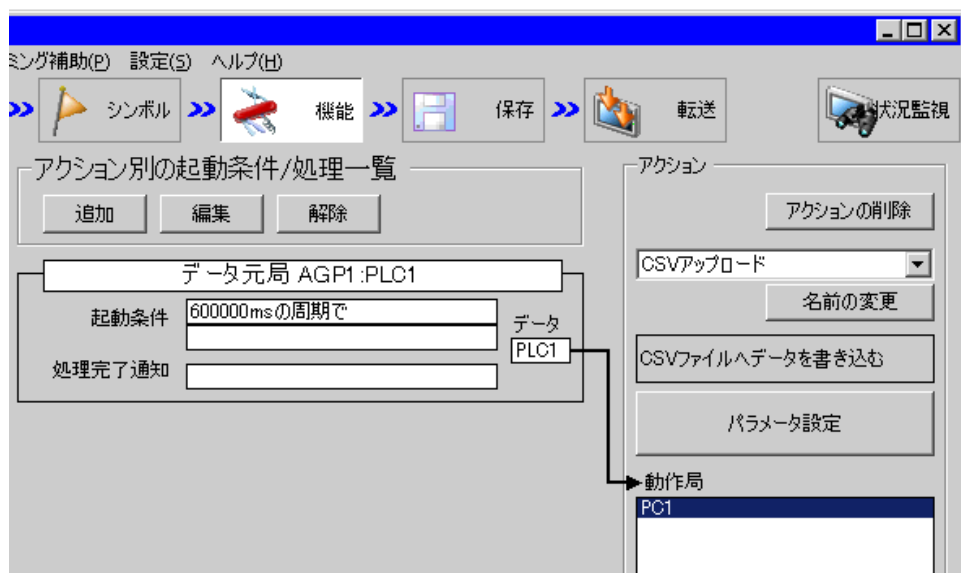 ミング補助(P) 設定(S) ヘルプ(H)
シンボル 機能 保存 転送 状況監視
アクション別の起動条件/処理一覧
追加 編集 解除
データ元局 AGP1:PLC1
起動条件 600000msの周期で
データ
PLC1
処理完了通知
アクション
アクションの削除
CSVアップロード
名前の変更
CSVファイルへデータを書き込む
パラメータ設定
動作局
PC1